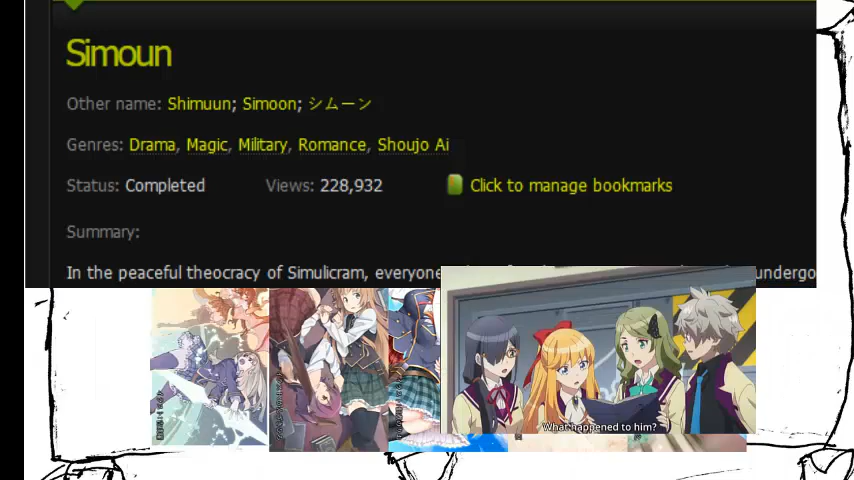 Simoun
Other name: Shimuun; Simoon; シムーン
Genres: Drama, Magic, Military, Romance, Shoujo Ai
Status: Completed Views: 228,932 Click to manage bookmarks
Summary:
In the peaceful theocracy of Simulicram, everyone undergo
What happened to him?